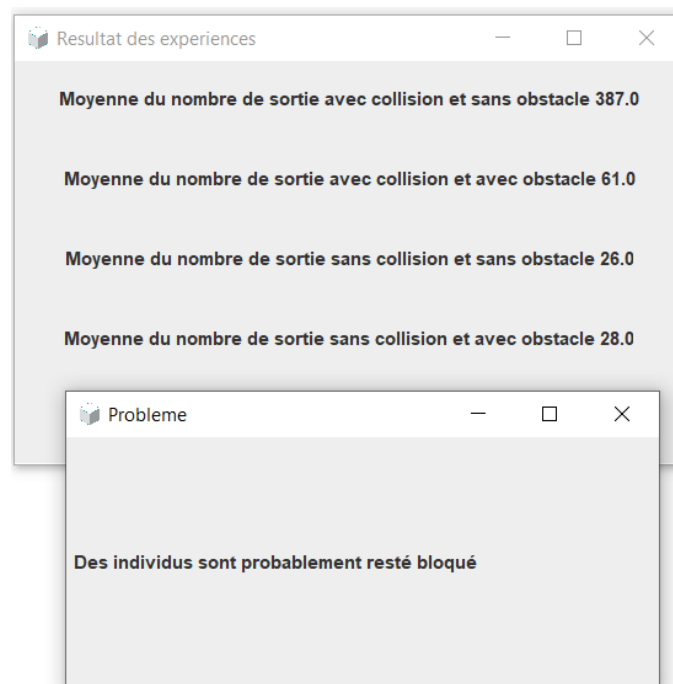 Resultat des experiences
Moyenne du nombre de sortie avec collision et sans obstacle 387.0
Moyenne du nombre de sortie avec collision et avec obstacle 61.0
Moyenne du nombre de sortie sans collision et sans obstacle 26.0
Moyenne du nombre de sortie sans collision et avec obstacle 28.0
Probleme
Des individus sont probablement resté bloqué